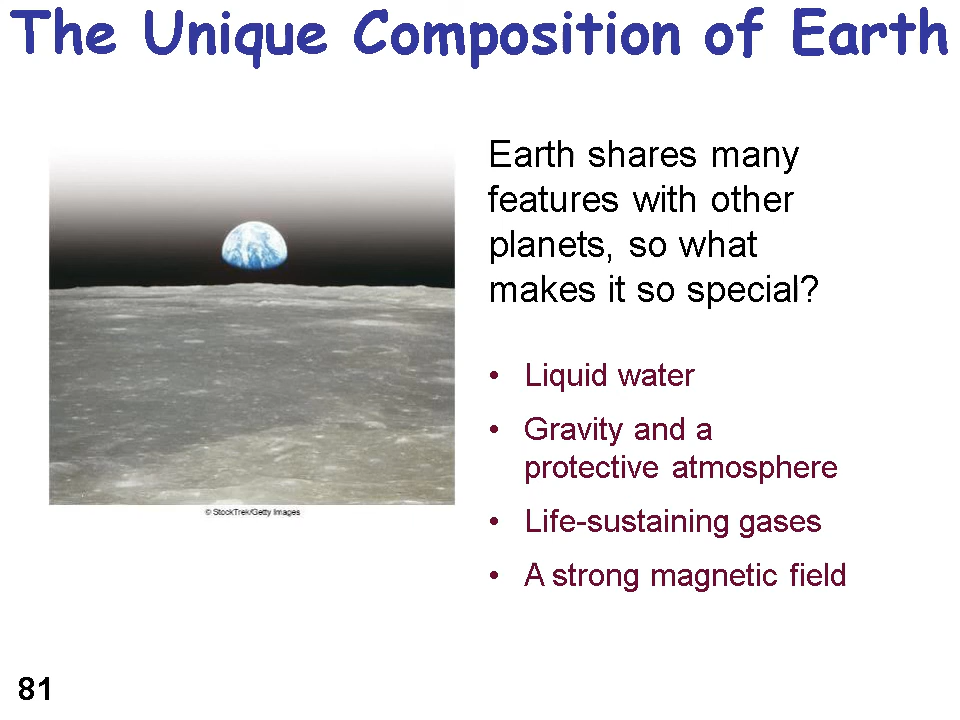 The Unique Composition of Earth
Earth shares many
features with other
planets, so what
makes it so special?
• Liquid water
• Gravity and a
protective atmosphere
• Life-sustaining gases
• A strong magnetic field
© StockTrek/Getty Images
81